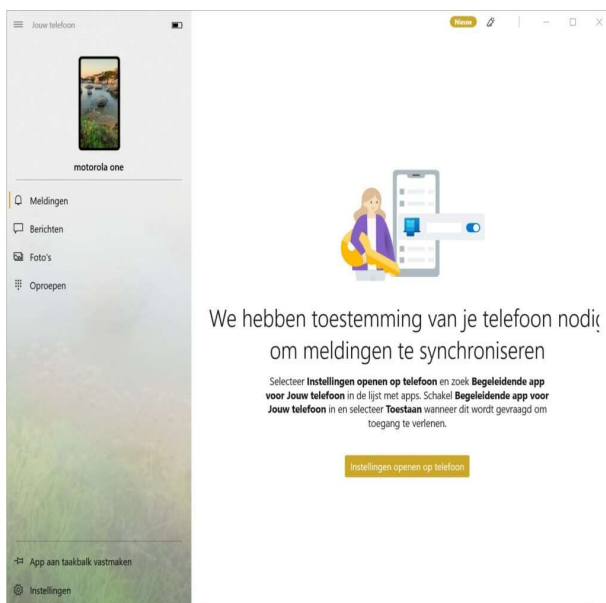 Jouw telefoon
Nieuw
motorola one
Meldingen
Berichten
Foto's
Oproepen
We hebben toestemming van je telefoon nodig
om meldingen te synchroniseren
Selecteer Instellingen openen op telefoon en zoek Begeleidende app
voor Jouw telefoon in de lijst met apps. Schakel Begeleidende app voor
Jouw telefoon in en selecteer Toestaan wanneer dit wordt gevraagd om
toegang te verlenen.
Instellingen openen op telefoon
App aan taakbalk vastmaken
Instellingen